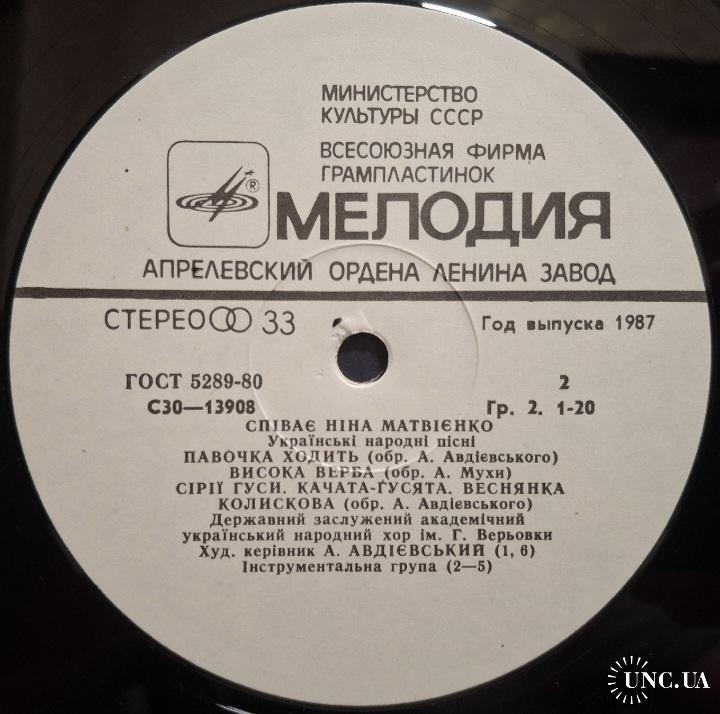 МИНИСТЕРСТВО
КУЛЬТУРЫ СССР
ВСЕСОЮЗНАЯ ФИРМА
ГРАМПЛАСТИНОК
®
МЕЛОДИЯ
АПРЕЛЕВСКИЙ ОРДЕНА ЛЕНИНА ЗАВОД
СТЕРЕО 33
Год выпуска 1987
ГОСТ 5289-80
2
С30—13908
Гр. 2. 1-20
СПІВАЄ НІНА МАТВІЄНКО
Українські народні пісні
ПАВОЧКА ХОДИТЬ (обр. А. Авдієвського)
ВИСОКА ВЕРБА (обр. А. Мухи)
СІРІЇ ГУСИ. КАЧАТА-ҐУСЯТА. ВЕСНЯНКА
КОЛИСКОВА (обр. А. Авдієвського)
Державний заслужений академічний
український народний хор ім. Г. Верьовки
Худ. керівник А. АВДІЄВСЬКИЙ (1, 6)
Інструментальна група (2—5)
UNC.UA